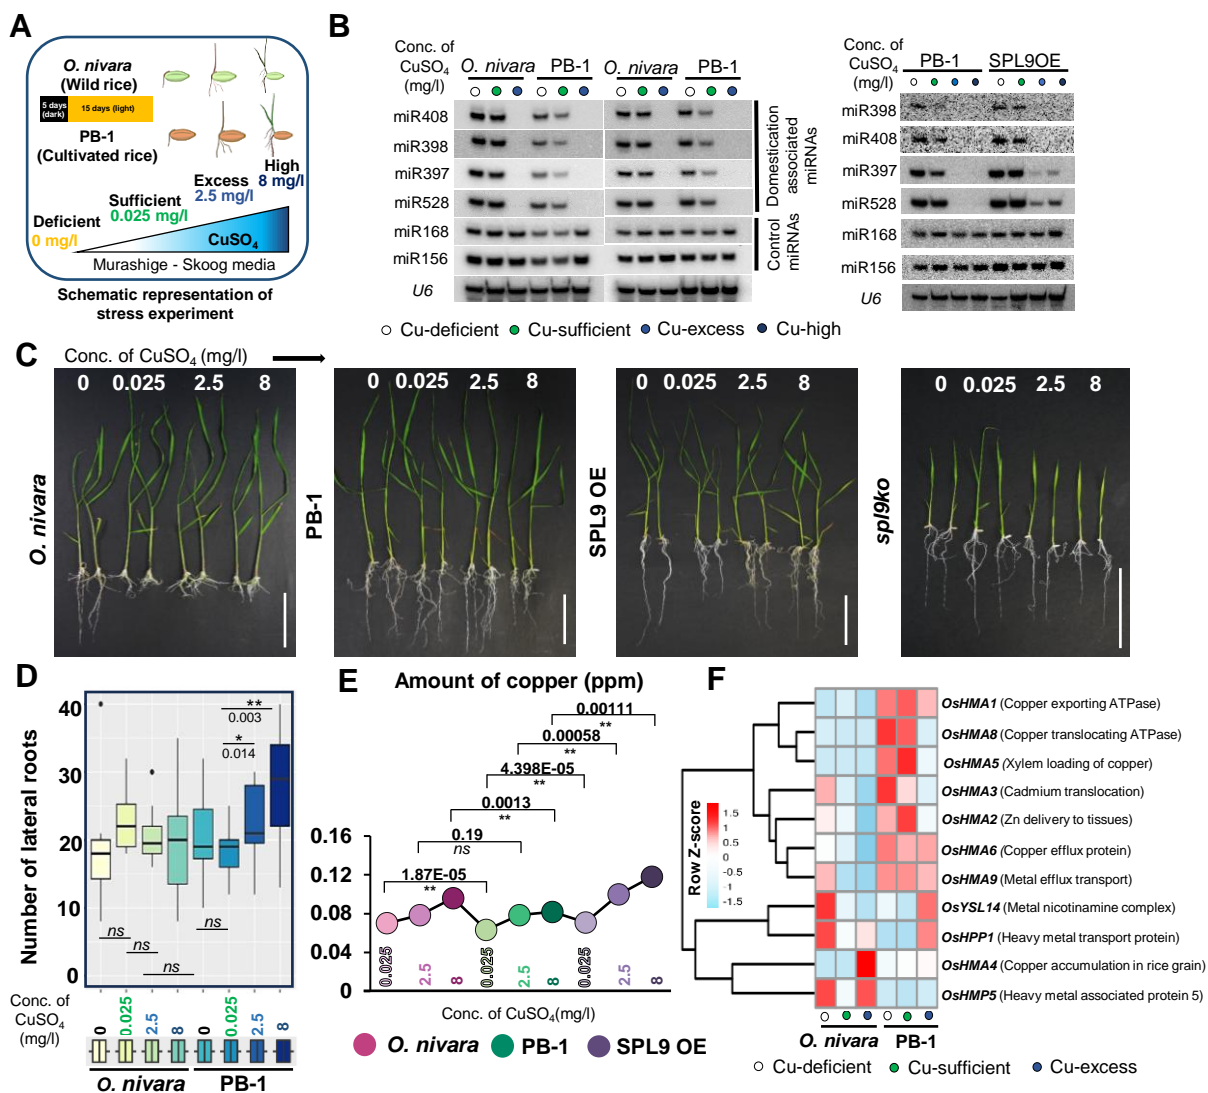 A
O. nivara
(Wild rice)
5 days
(dark)
15 days (light)
PB-1
(Cultivated rice)
High
8 mg/l
Excess
2.5 mg/l
Sufficient
0.025 mg/l
Deficient
0 mg/l
CuSO4
Murashige - Skoog media
Schematic representation of
stress experiment
B
Conc. of
CuSO4
(mg/l)
O. nivara PB-1 O. nivara PB-1
miR408
miR398
miR397
miR528
miR168
miR156
U6
Domestication
associated
miRNAs
Control
miRNAs
Conc. of
CuSO4
(mg/l)
PB-1 SPL9OE
miR398
miR408
miR397
miR528
miR168
miR156
U6
Cu-deficient Cu-sufficient Cu-excess Cu-high
C
Conc. of CuSO4 (mg/l)
0 0.025 2.5 8
O. nivara
0 0.025 2.5 8
PB-1
0 0.025 2.5 8
SPL9 OE
0 0.025 2.5 8
spl9ko
D
Number of lateral roots
40
30
20
10
0
**
0.003
*
0.014
ns
ns
ns
ns
Conc. of
CuSO4
(mg/l)
0 0.025 2.5 8 0 0.025 2.5 8
O. nivara PB-1
E
Amount of copper (ppm)
0.00111
**
0.00058
**
4.398E-05
**
0.0013
**
0.19
ns
1.87E-05
**
0.16
0.12
0.08
0.04
0
0.025 2.5 8 0.025 2.5 8 0.025 2.5 8
Conc. of CuSO4(mg/l)
O. nivara PB-1 SPL9 OE
F
Row Z-score
1.5
0.5
0
-0.5
-1.5
OsHMA1 (Copper exporting ATPase)
OsHMA8 (Copper translocating ATPase)
OsHMA5 (Xylem loading of copper)
OsHMA3 (Cadmium translocation)
OsHMA2 (Zn delivery to tissues)
OsHMA6 (Copper efflux protein)
OsHMA9 (Metal efflux transport)
OsYSL14 (Metal nicotinamine complex)
OsHPP1 (Heavy metal transport protein)
OsHMA4 (Copper accumulation in rice grain)
OsHMP5 (Heavy metal associated protein 5)
O. nivara PB-1
Cu-deficient Cu-sufficient Cu-excess